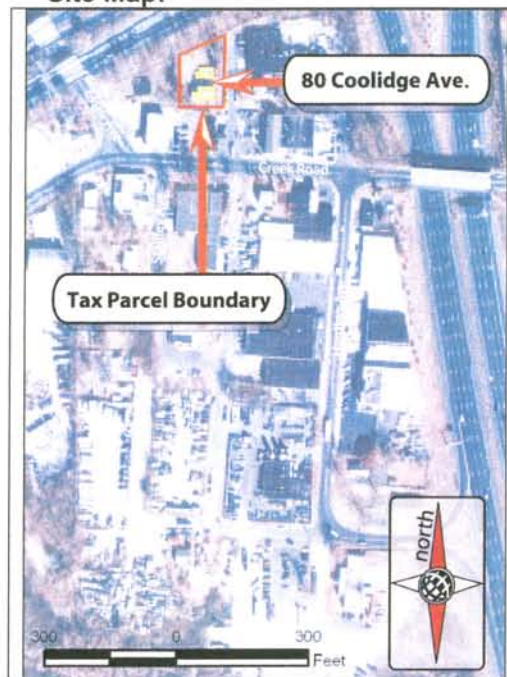 Site Map:
80 Coolidge Ave.
Creek Road
Tax Parcel Boundary
north
300 0 300
Feet